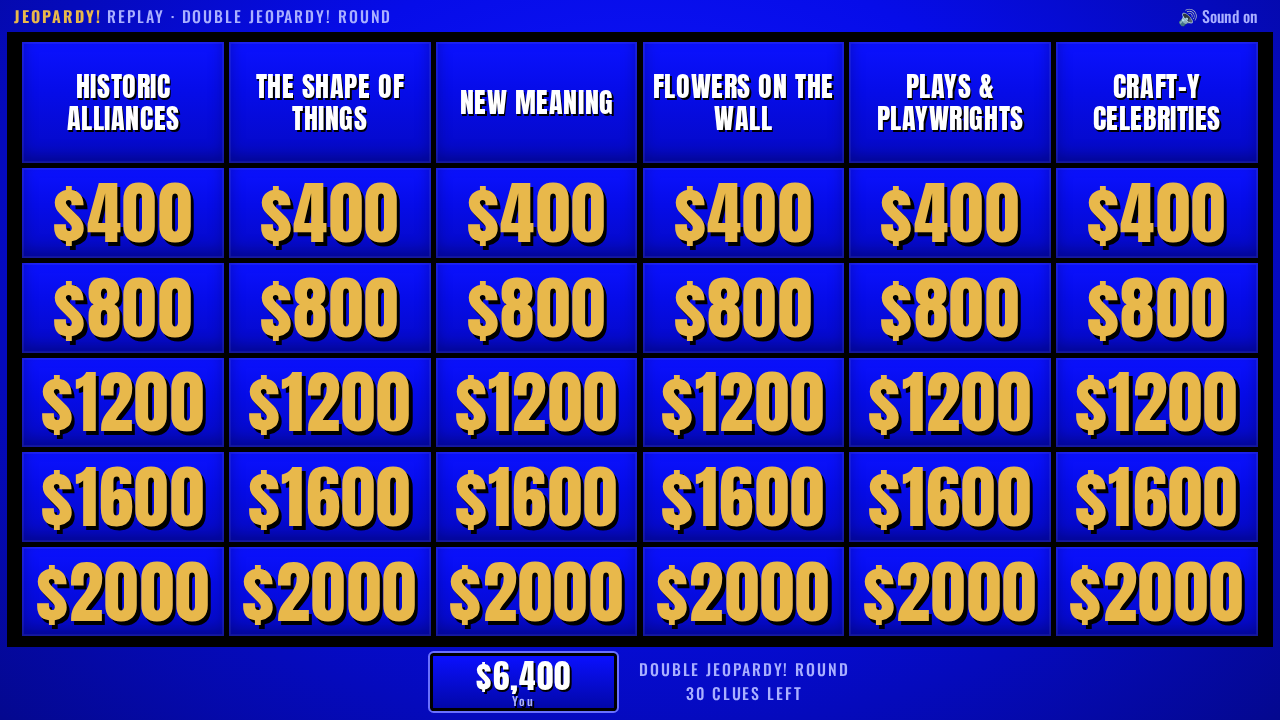 JEOPARDY! REPLAY · DOUBLE JEOPARDY! ROUND
🔊 Sound on
HISTORIC
ALLIANCES
THE SHAPE OF
THINGS
NEW MEANING
FLOWERS ON THE
WALL
PLAYS &
PLAYWRIGHTS
CRAFT-Y
CELEBRITIES
$400 $400 $400 $400 $400 $400
$800 $800 $800 $800 $800 $800
$1200 $1200 $1200 $1200 $1200 $1200
$1600 $1600 $1600 $1600 $1600 $1600
$2000 $2000 $2000 $2000 $2000 $2000
$6,400
You
DOUBLE JEOPARDY! ROUND
30 CLUES LEFT